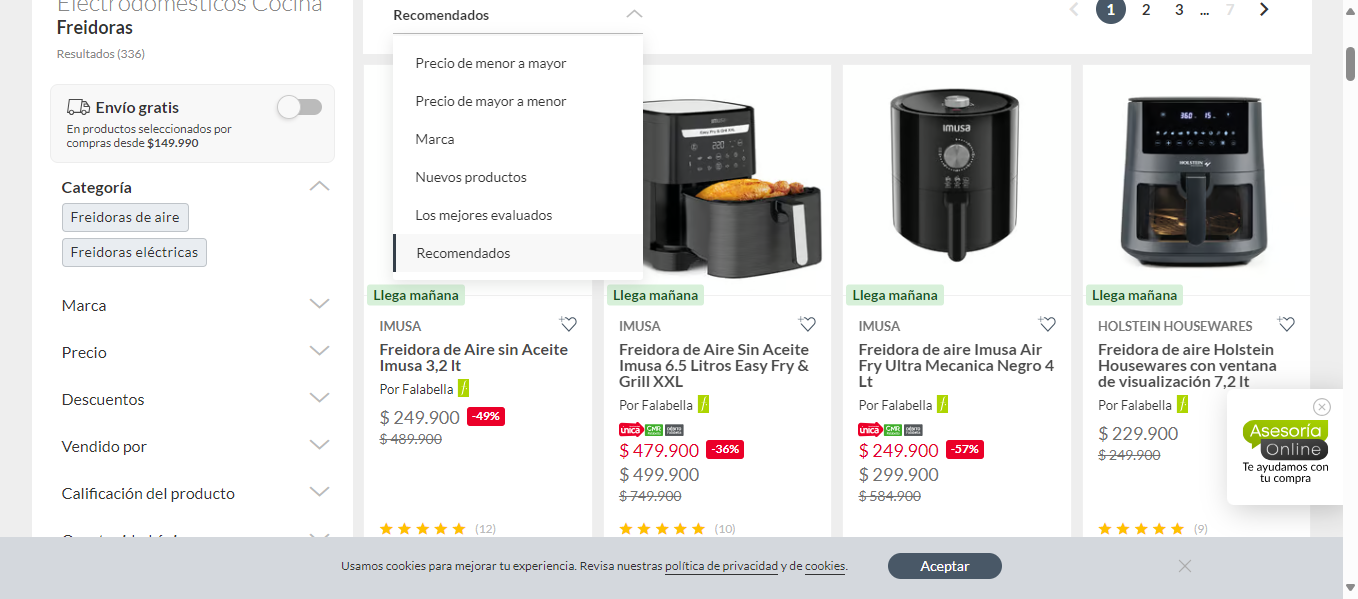 Electrodomésticos Cocina
Freidoras
Resultados (336)
Envío gratis
En productos seleccionados por
compras desde $149.990
Categoría
Freidoras de aire
Freidoras eléctricas
Marca
Precio
Descuentos
Vendido por
Calificación del producto
Recomendados
Precio de menor a mayor
Precio de mayor a menor
Marca
Nuevos productos
Los mejores evaluados
Recomendados
1 2 3 ... 7
IMUSA
360 15
HOLSTEIN
Llega mañana
IMUSA
Freidora de Aire sin Aceite
Imusa 3,2 lt
Por Falabella
$ 249.900 -49%
$ 489.900
(12)
Llega mañana
IMUSA
Freidora de Aire Sin Aceite
Imusa 6.5 Litros Easy Fry &
Grill XXL
Por Falabella
única CMR
$ 479.900 -36%
$ 499.900
$ 749.900
(10)
Llega mañana
IMUSA
Freidora de aire Imusa Air
Fry Ultra Mecanica Negro 4
Lt
Por Falabella
única CMR
$ 249.900 -57%
$ 299.900
$ 584.900
Llega mañana
HOLSTEIN HOUSEWARES
Freidora de aire Holstein
Housewares con ventana
de visualización 7,2 lt
Por Falabella
$ 229.900
$ 249.900
(9)
Asesoría
Online
Te ayudamos con
tu compra
Usamos cookies para mejorar tu experiencia. Revisa nuestras política de privacidad y de cookies.
Aceptar